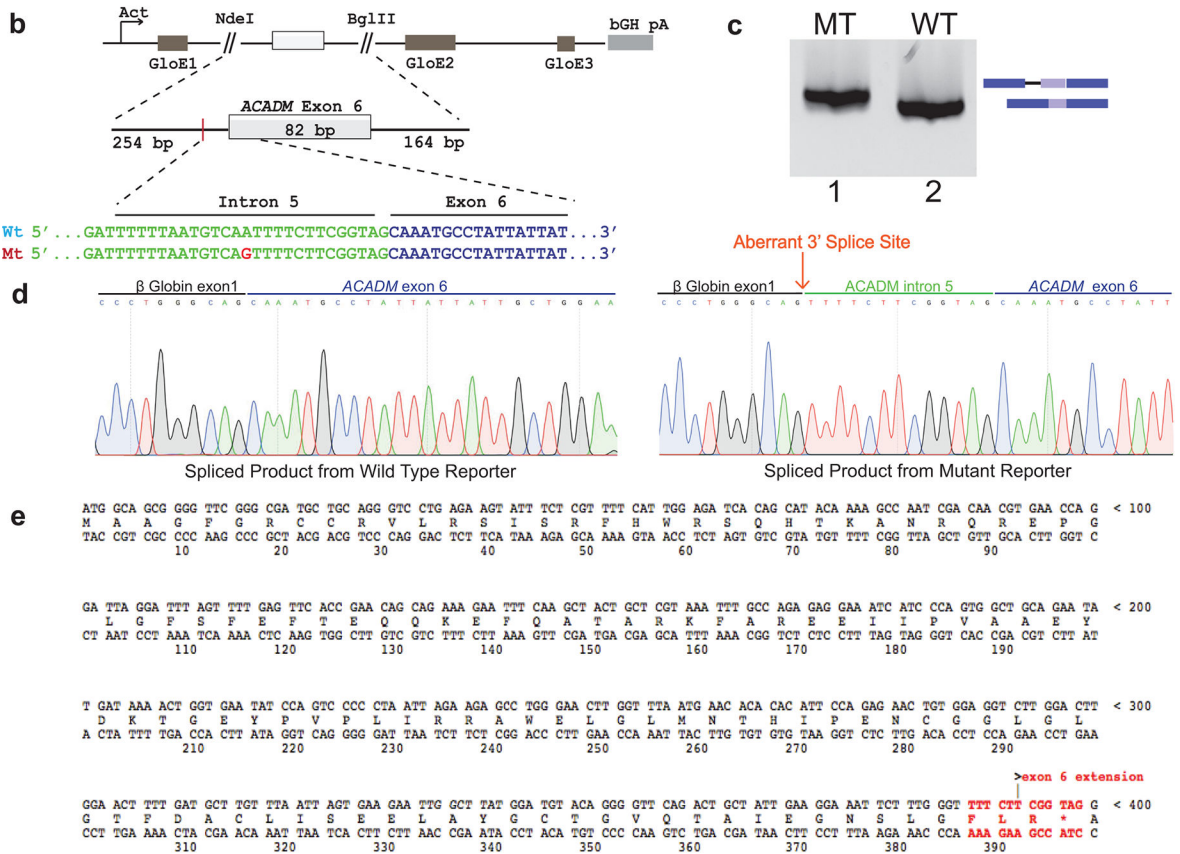 b
Act
NdeI
BglII
bGH pA
GloE1
GloE2
GloE3
ACADM Exon 6
82 bp
254 bp
164 bp
Intron 5
Exon 6
Wt 5′...GATTTTTTAATGTCAATTTTCTTCGGTAGCAAATGCCTATTATTAT...3′
Mt 5′...GATTTTTTAATGTCAGTTTTCTTCGGTAGCAAATGCCTATTATTAT...3′
c
MT WT
1 2
d
β Globin exon1 ACADM exon 6
C C C T G G G C A G C A A A T G C C T A T T A T T A T T G C T G G A A
Spliced Product from Wild Type Reporter
Aberrant 3′ Splice Site
β Globin exon1 ACADM intron 5 ACADM exon 6
C C C T G G G C A G T T T T C T T C G G T A G C A A A T G C C T A T T
Spliced Product from Mutant Reporter
e
ATG GCA GCG GGG TTC GGG CGA TGC TGC AGG GTC CTG AGA AGT ATT TCT CGT TTT CAT TGG AGA TCA CAG CAT ACA AAA GCC AAT CGA CAA CGT GAA CCA G < 100
M A A G F G R C C R V L R S I S R F H W R S Q H T K A N R Q R E P G
TAC CGT CGC CCC AAG CCC GCT ACG ACG TCC CAG GAC TCT TCA TAA AGA GCA AAA GTA ACC TCT AGT GTC GTA TGT TTT CGG TTA GCT GTT GCA CTT GGT C
10 20 30 40 50 60 70 80 90
GA TTA GGA TTT AGT TTT GAG TTC ACC GAA CAG CAG AAA GAA TTT CAA GCT ACT GCT CGT AAA TTT GCC AGA GAG GAA ATC ATC CCA GTG GCT GCA GAA TA < 200
L G F S F E F T E Q Q K E F Q A T A R K F A R E E I I P V A A E Y
CT AAT CCT AAA TCA AAA CTC AAG TGG CTT GTC GTC TTT CTT AAA GTT CGA TGA CGA GCA TTT AAA CGG TCT CTC CTT TAG TAG GGT CAC CGA CGT CTT AT
110 120 130 140 150 160 170 180 190
T GAT AAA ACT GGT GAA TAT CCA GTC CCC CTA ATT AGA AGA GCC TGG GAA CTT GGT TTA ATG AAC ACA CAC ATT CCA GAG AAC TGT GGA GGT CTT GGA CTT < 300
D K T G E Y P V P L I R R A W E L G L M N T H I P E N C G G L G L
A CTA TTT TGA CCA CTT ATA GGT CAG GGG GAT TAA TCT TCT CGG ACC CTT GAA CCA AAT TAC TTG TGT GTG TAA GGT CTC TTG ACA CCT CCA GAA CCT GAA
210 220 230 240 250 260 270 280 290
>exon 6 extension
GGA ACT TTT GAT GCT TGT TTA ATT AGT GAA GAA TTG GCT TAT GGA TGT ACA GGG GTT CAG ACT GCT ATT GAA GGA AAT TCT TTG GGT TTT CTT CGG TAG G < 400
G T F D A C L I S E E L A Y G C T G V Q T A I E G N S L G F L R * A
CCT TGA AAA CTA CGA ACA AAT TAA TCA CTT CTT AAC CGA ATA CCT ACA TGT CCC CAA GTC TGA CGA TAA CTT CCT TTA AGA AAC CCA AAA GAA GCC ATC C
310 320 330 340 350 360 370 380 390